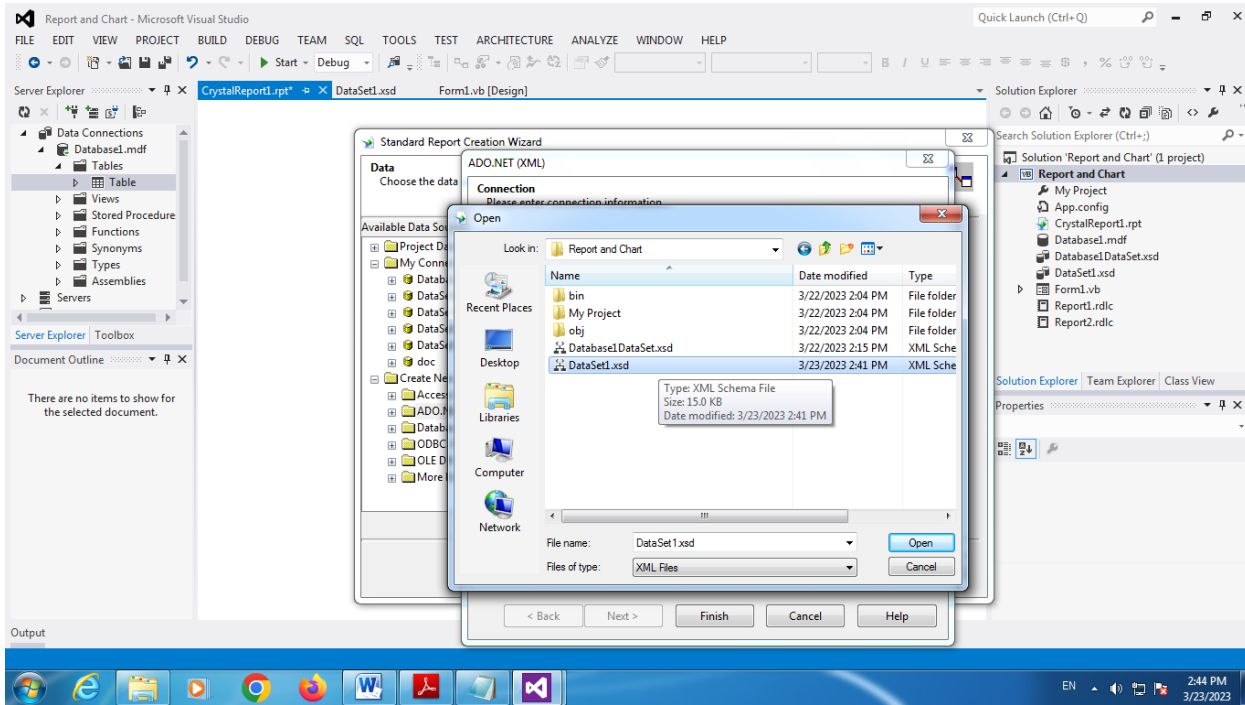 Report and Chart - Microsoft Visual Studio
Quick Launch (Ctrl+Q)
FILE EDIT VIEW PROJECT BUILD DEBUG TEAM SQL TOOLS TEST ARCHITECTURE ANALYZE WINDOW HELP
Start Debug
Server Explorer
CrystalReport1.rpt*
DataSet1.xsd
Form1.vb [Design]
Data Connections
Database1.mdf
Tables
Table
Views
Stored Procedure
Functions
Synonyms
Types
Assemblies
Servers
Server Explorer Toolbox
Document Outline
There are no items to show for
the selected document.
Output
Standard Report Creation Wizard
Data
Choose the data
Available Data Sou
Project Da
My Conne
Datab
DataSe
DataSe
DataSe
DataSe
doc
Create Ne
Acces
ADO.N
Datab
ODBC
OLE D
More
ADO.NET (XML)
Connection
Please enter connection information
Open
Look in: Report and Chart
Recent Places
Desktop
Libraries
Computer
Network
Name Date modified Type
bin 3/22/2023 2:04 PM File folder
My Project 3/22/2023 2:04 PM File folder
obj 3/22/2023 2:04 PM File folder
Database1DataSet.xsd 3/22/2023 2:15 PM XML Sche
DataSet1.xsd 3/23/2023 2:41 PM XML Sche
Type: XML Schema File
Size: 15.0 KB
Date modified: 3/23/2023 2:41 PM
File name: DataSet1.xsd Open
Files of type: XML Files Cancel
< Back Next > Finish Cancel Help
Solution Explorer
Search Solution Explorer (Ctrl+;)
Solution 'Report and Chart' (1 project)
Report and Chart
My Project
App.config
CrystalReport1.rpt
Database1.mdf
Database1DataSet.xsd
DataSet1.xsd
Form1.vb
Report1.rdlc
Report2.rdlc
Solution Explorer Team Explorer Class View
Properties
EN
2:44 PM
3/23/2023